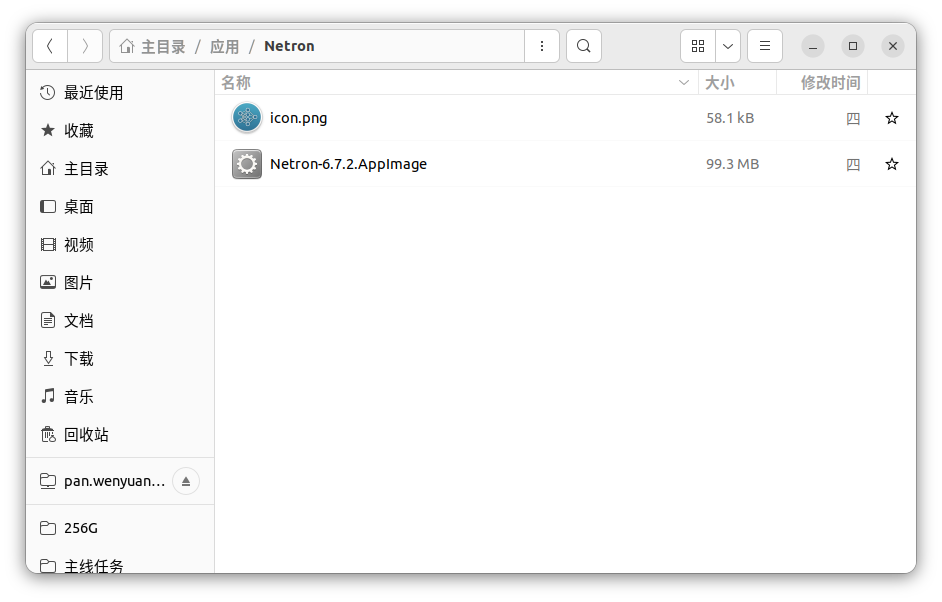 主目录 / 应用 / Netron
最近使用
收藏
主目录
桌面
视频
图片
文档
下载
音乐
回收站
pan.wenyuan…
256G
主线任务
名称 大小 修改时间
icon.png 58.1 kB 四
Netron-6.7.2.AppImage 99.3 MB 四